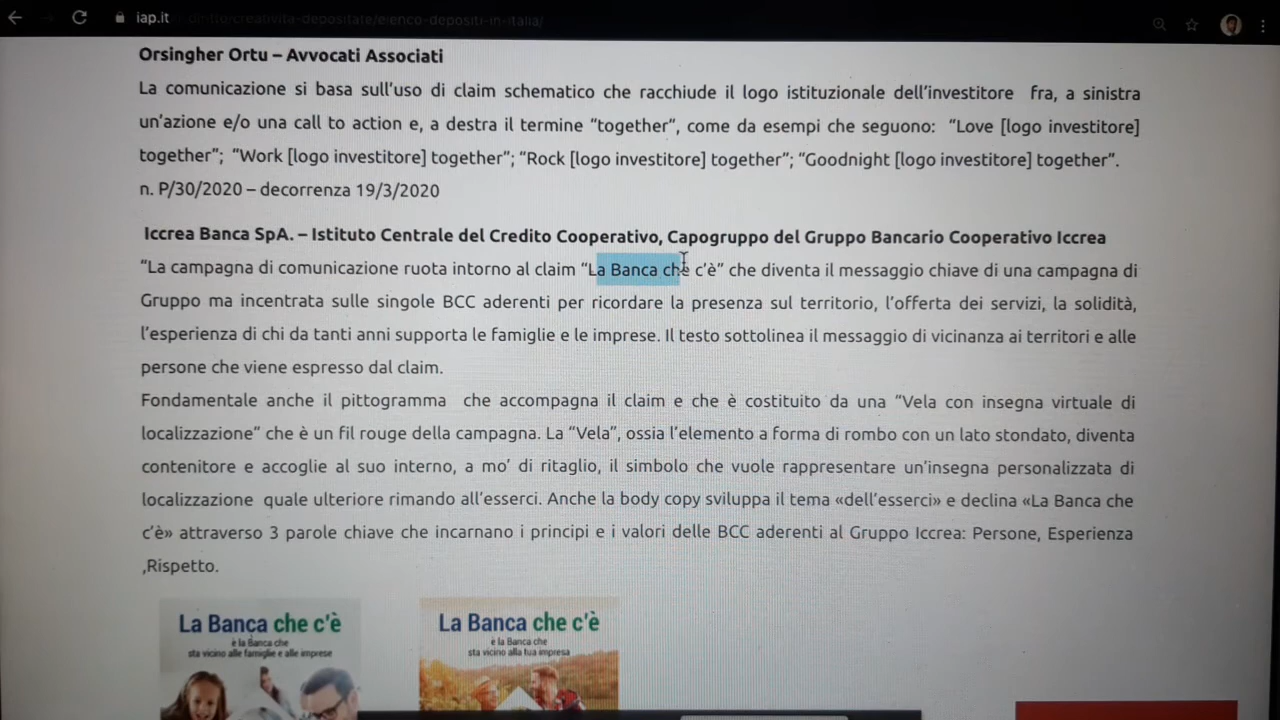 iap.it/diritto/creativita-depositate/elenco-depositi-in-italia/
Orsingher Ortu – Avvocati Associati
La comunicazione si basa sull'uso di claim schematico che racchiude il logo istituzionale dell'investitore fra, a sinistra
un'azione e/o una call to action e, a destra il termine “together”, come da esempi che seguono: “Love [logo investitore]
together”; “Work [logo investitore] together”; “Rock [logo investitore] together”; “Goodnight [logo investitore] together”.
n. P/30/2020 – decorrenza 19/3/2020
Iccrea Banca SpA. – Istituto Centrale del Credito Cooperativo, Capogruppo del Gruppo Bancario Cooperativo Iccrea
“La campagna di comunicazione ruota intorno al claim “La Banca che c'è” che diventa il messaggio chiave di una campagna di
Gruppo ma incentrata sulle singole BCC aderenti per ricordare la presenza sul territorio, l'offerta dei servizi, la solidità,
l'esperienza di chi da tanti anni supporta le famiglie e le imprese. Il testo sottolinea il messaggio di vicinanza ai territori e alle
persone che viene espresso dal claim.
Fondamentale anche il pittogramma che accompagna il claim e che è costituito da una “Vela con insegna virtuale di
localizzazione” che è un fil rouge della campagna. La “Vela”, ossia l'elemento a forma di rombo con un lato stondato, diventa
contenitore e accoglie al suo interno, a mo' di ritaglio, il simbolo che vuole rappresentare un'insegna personalizzata di
localizzazione quale ulteriore rimando all'esserci. Anche la body copy sviluppa il tema «dell'esserci» e declina «La Banca che
c'è» attraverso 3 parole chiave che incarnano i principi e i valori delle BCC aderenti al Gruppo Iccrea: Persone, Esperienza
,Rispetto.
La Banca che c'è
è la Banca che
sta vicino alle famiglie e alle imprese
La Banca che c'è
è la Banca che
sta vicino alla tua impresa